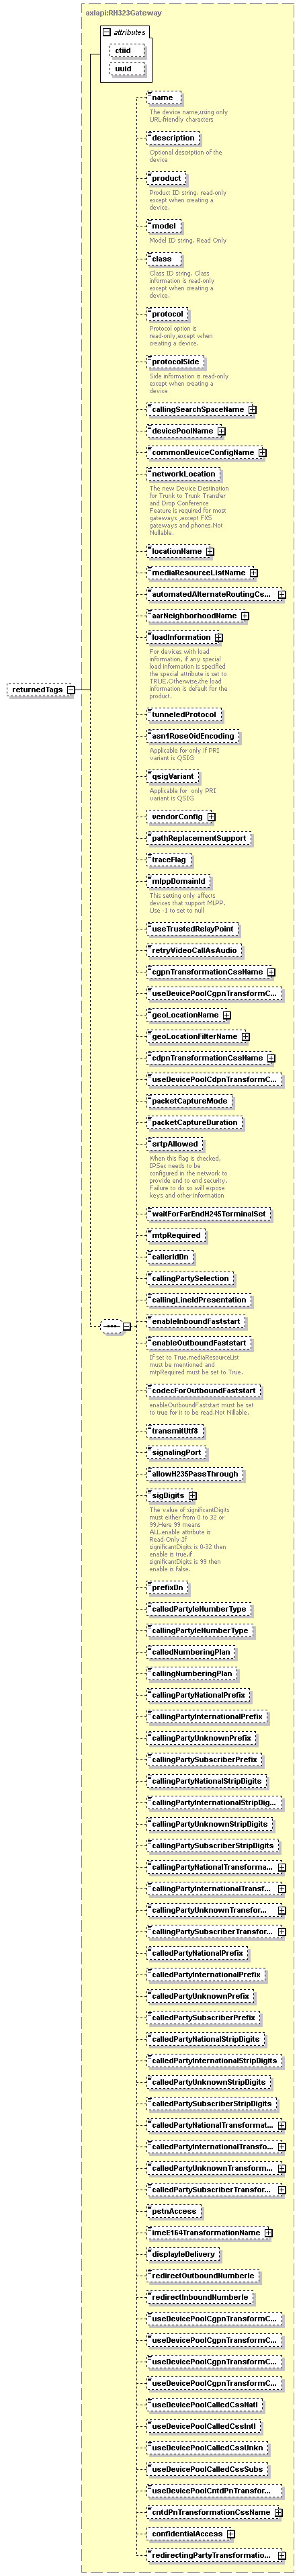 axlapi:RH323Gateway
attributes
ctiid
uuid
name
The device name,using only
URL-friendly characters
description
Optional description of the
device
product
Product ID string. read-only
except when creating a
device.
model
Model ID string. Read Only
class
Class ID string. Class
information is read-only
except when creating a
device.
protocol
Protocol option is
read-only,except when
creating a device.
protocolSide
Side information is read-only
except when creating a
device
callingSearchSpaceName
devicePoolName
commonDeviceConfigName
networkLocation
The new Device Destination
for Trunk to Trunk Transfer
and Drop Conference
Feature is required for most
gateways ,except FXS
gateways and phones.Not
Nullable.
locationName
mediaResourceListName
automatedAlternateRoutingCs...
aarNeighborhoodName
loadInformation
For devices with load
information, if any special
load information is specified
the special attribute is set to
TRUE.Otherwise,the load
information is default for the
product.
returnedTags
tunneledProtocol
asn1RoseOidEncoding
Applicable for only if PRI
variant is QSIG
qsigVariant
Applicable for  only PRI
variant is QSIG
vendorConfig
pathReplacementSupport
traceFlag
mlppDomainId
This setting only affects
devices that support MLPP.
Use -1 to set to null
useTrustedRelayPoint
retryVideoCallAsAudio
cgpnTransformationCssName
useDevicePoolCgpnTransformC...
geoLocationName
geoLocationFilterName
cdpnTransformationCssName
useDevicePoolCdpnTransformC...
packetCaptureMode
packetCaptureDuration
srtpAllowed
When this flag is checked,
IPSec needs to be
configured in the network to
provide end to end security.
Failure to do so will expose
keys and other information
waitForFarEndH245TerminalSet
mtpRequired
callerIdDn
callingPartySelection
callingLineIdPresentation
enableInboundFaststart
enableOutboundFaststart
If set to True,mediaResourceList
must be mentioned and
mtpRequired must be set to True.
codecForOutboundFaststart
enableOutboundFaststart must be set
to true for it to be read.Not Nillable.
transmitUtf8
signalingPort
allowH235PassThrough
sigDigits
The value of significantDigits
must either from 0 to 32 or
99,Here 99 means
ALL.enable attribute is
Read-Only.If
significantDigits is 0-32 then
enable is true,if
significantDigits is 99 then
enable is false.
prefixDn
calledPartyIeNumberType
callingPartyIeNumberType
calledNumberingPlan
callingNumberingPlan
callingPartyNationalPrefix
callingPartyInternationalPrefix
callingPartyUnknownPrefix
callingPartySubscriberPrefix
callingPartyNationalStripDigits
callingPartyInternationalStripDig...
callingPartyUnknownStripDigits
callingPartySubscriberStripDigits
callingPartyNationalTransforma...
callingPartyInternationalTransf...
callingPartyUnknownTransfor...
callingPartySubscriberTransfor...
calledPartyNationalPrefix
calledPartyInternationalPrefix
calledPartyUnknownPrefix
calledPartySubscriberPrefix
calledPartyNationalStripDigits
calledPartyInternationalStripDigits
calledPartyUnknownStripDigits
calledPartySubscriberStripDigits
calledPartyNationalTransformat...
calledPartyInternationalTransfo...
calledPartyUnknownTransform...
calledPartySubscriberTransfor...
pstnAccess
imeE164TransformationName
displayIeDelivery
redirectOutboundNumberIe
redirectInboundNumberIe
useDevicePoolCgpnTransformC...
useDevicePoolCgpnTransformC...
useDevicePoolCgpnTransformC...
useDevicePoolCgpnTransformC...
useDevicePoolCalledCssNatl
useDevicePoolCalledCssIntl
useDevicePoolCalledCssUnkn
useDevicePoolCalledCssSubs
useDevicePoolCntdPnTransfor...
cntdPnTransformationCssName
confidentialAccess
redirectingPartyTransformatio...